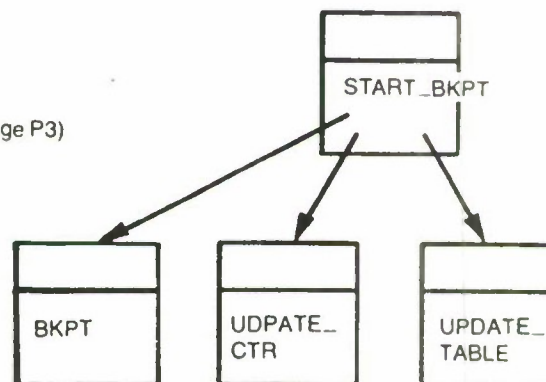 START_BKPT
ge P3)
BKPT
UDPATE_
CTR
UPDATE_
TABLE